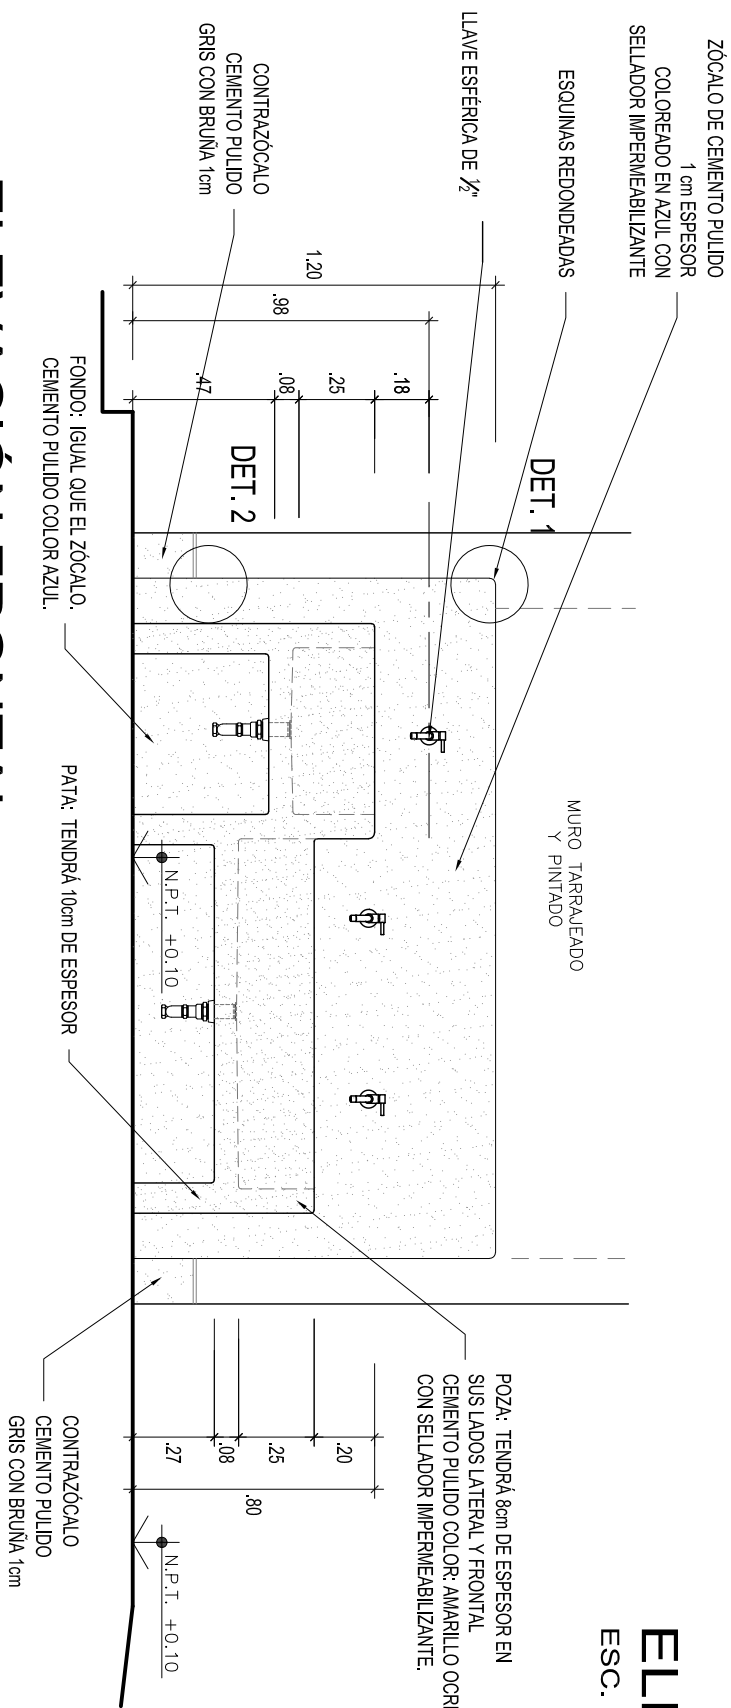 ZÓCALO DE CEMENTO PULIDO
1 cm ESPESOR
COLOREADO EN AZUL CON
SELLADOR IMPERMEABILIZANTE
ESQUINAS REDONDEADAS
LLAVE ESFÉRICA DE ½"
CONTRAZÓCALO
CEMENTO PULIDO
GRIS CON BRUÑA 1cm
1.20
.98
.18
.25
.08
.47
DET. 1
DET. 2
MURO TARRAJEADO
Y PINTADO
FONDO: IGUAL QUE EL ZÓCALO.
CEMENTO PULIDO COLOR AZUL.
N.P.T. +0.10
PATA: TENDRÁ 10cm DE ESPESOR
POZA: TENDRÁ 8cm DE ESPESOR EN
SUS LADOS LATERAL Y FRONTAL
CEMENTO PULIDO COLOR: AMARILLO OCRE
CON SELLADOR IMPERMEABILIZANTE.
.20
.25
.08
.27
.80
N.P.T. +0.10
CONTRAZÓCALO
CEMENTO PULIDO
GRIS CON BRUÑA 1cm
ELEVACIÓN FRONTAL
ESC.